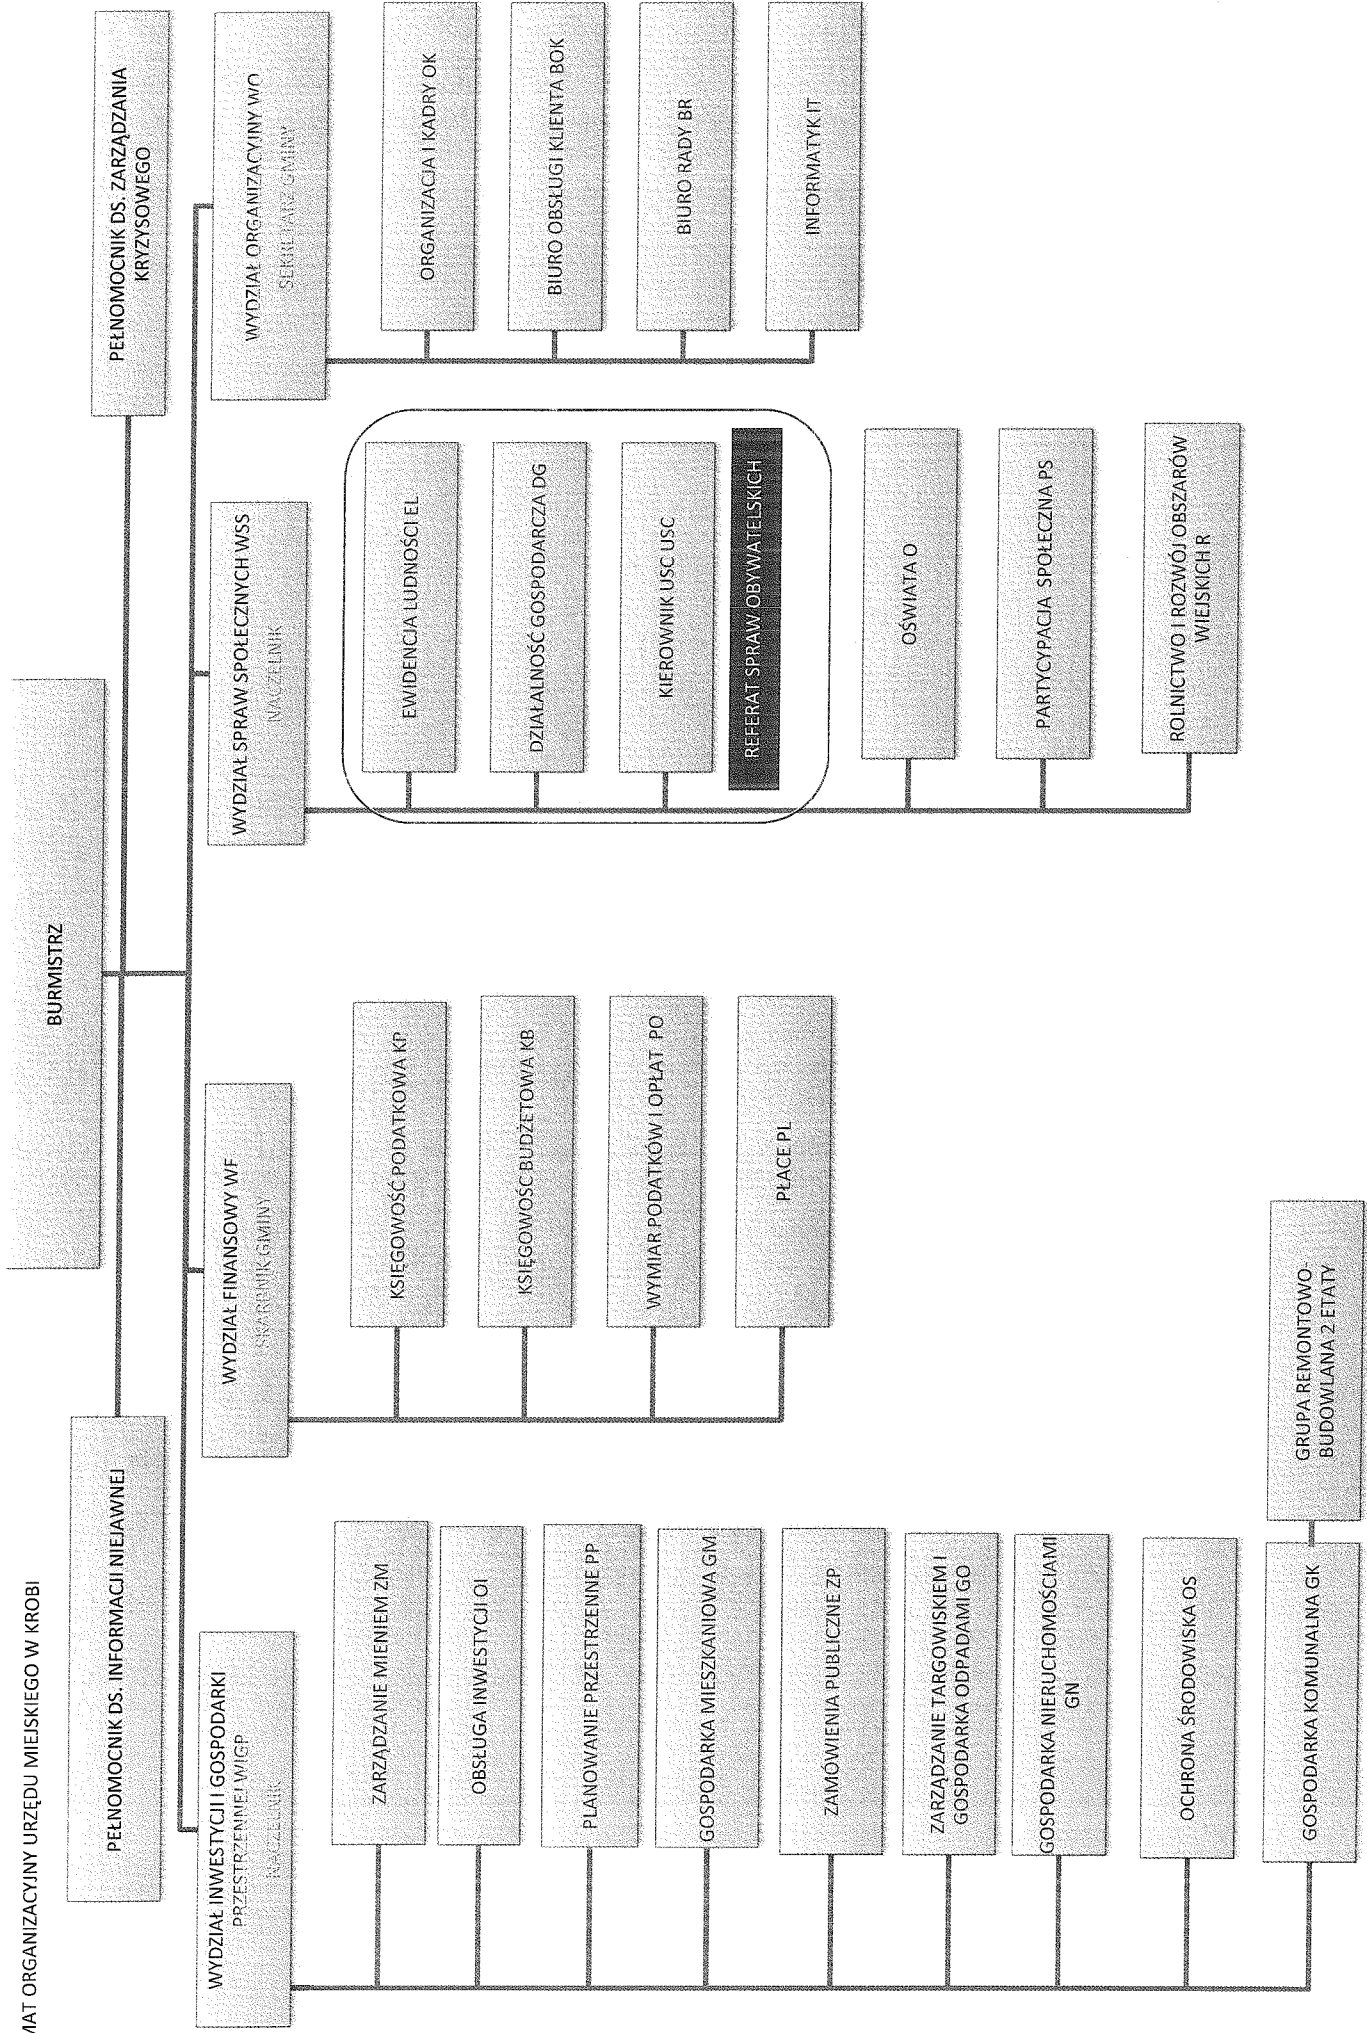 MAT ORGANIZACYJNY URZĘDU MIEJSKIEGO W KROBI
BURMISTRZ
PEŁNOMOCNIK DS. INFORMACJI NIEJAWNEJ
PEŁNOMOCNIK DS. ZARZĄDZANIA
KRYZYSOWEGO
WYDZIAŁ INWESTYCJI I GOSPODARKI
PRZESTRZENNEJ WIGP
NACZELNIK
ZARZĄDZANIE MIENIEM ZM
OBSŁUGA INWESTYCJI OI
PLANOWANIE PRZESTRZENNE PP
GOSPODARKA MIESZKANIOWA GM
ZAMÓWIENIA PUBLICZNE ZP
ZARZĄDZANIE TARGOWISKIEM I
GOSPODARKA ODPADAMI GO
GOSPODARKA NIERUCHOMOŚCIAMI
GN
OCHRONA ŚRODOWISKA OS
GOSPODARKA KOMUNALNA GK
GRUPA REMONTOWO-
BUDOWLANA 2 ETATY
WYDZIAŁ FINANSOWY WF
SKARBNIK GMINY
KSIĘGOWOŚĆ PODATKOWA KP
KSIĘGOWOŚC BUDŻETOWA KB
WYMIAR PODATKÓW I OPŁAT PO
PŁACE PL
WYDZIAŁ SPRAW SPOŁECZNYCH WSS
NACZELNIK
EWIDENCJA LUDNOŚCI EL
DZIAŁALNOŚĆ GOSPODARCZA DG
KIEROWNIK USC USC
REFERAT SPRAW OBYWATELSKICH
OŚWIATA O
PARTYCYPACJA SPOŁECZNA PS
ROLNICTWO I ROZWÓJ OBSZARÓW
WIEJSKICH R
WYDZIAŁ ORGANIZACYJNY WO
SEKRETARZ GMINY
ORGANIZACJA I KADRY OK
BIURO OBSŁUGI KLIENTA BOK
BIURO RADY BR
INFORMATYK IT